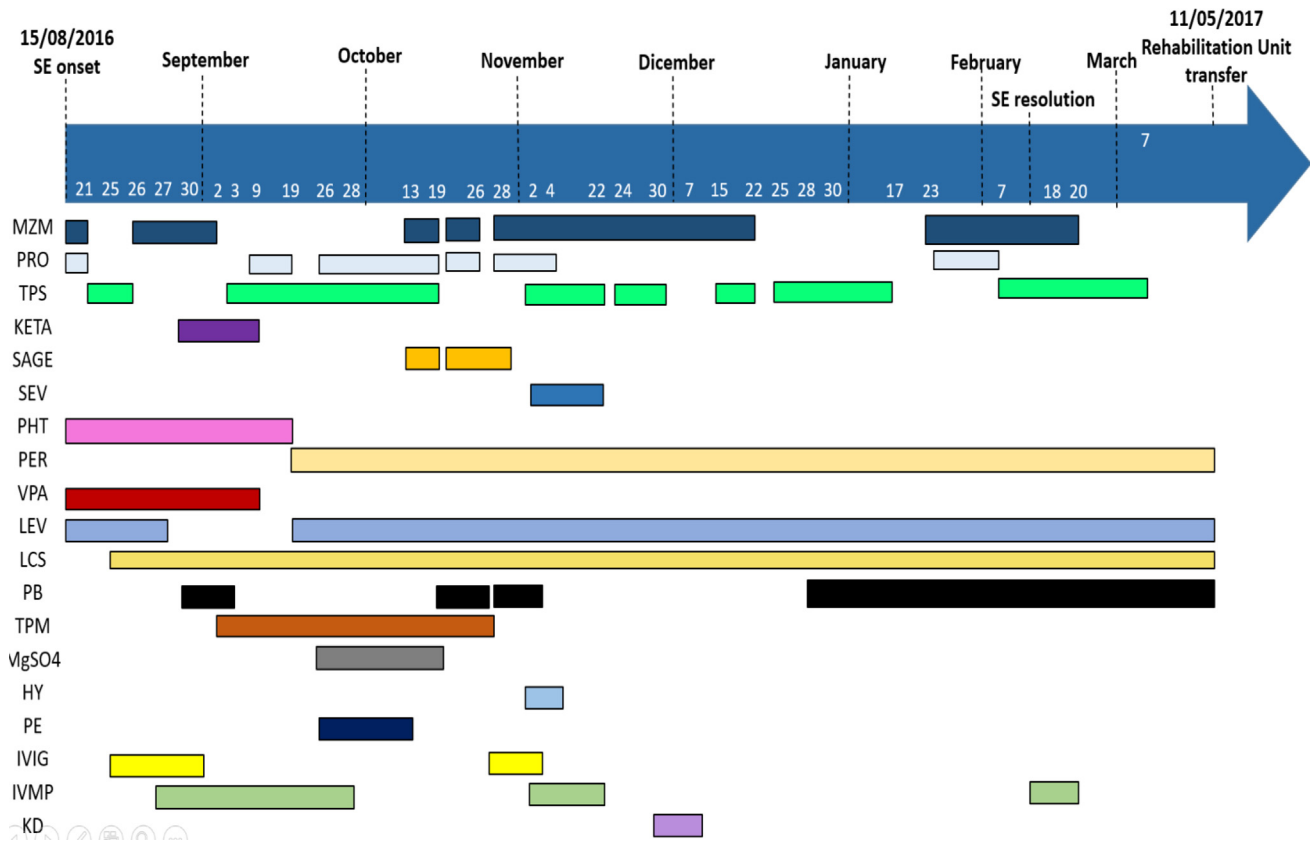 15/08/2016
SE onset
September
October
November
Dicember
January
February
SE resolution
March
11/05/2017
Rehabilitation Unit
transfer
7
21 25 26 27 30 2 3 9 19 26 28 13 19 26 28 2 4 22 24 30 7 15 22 25 28 30 17 23 7 18 20
MZM
PRO
TPS
KETA
SAGE
SEV
PHT
PER
VPA
LEV
LCS
PB
TPM
MgSO4
HY
PE
IVIG
IVMP
KD